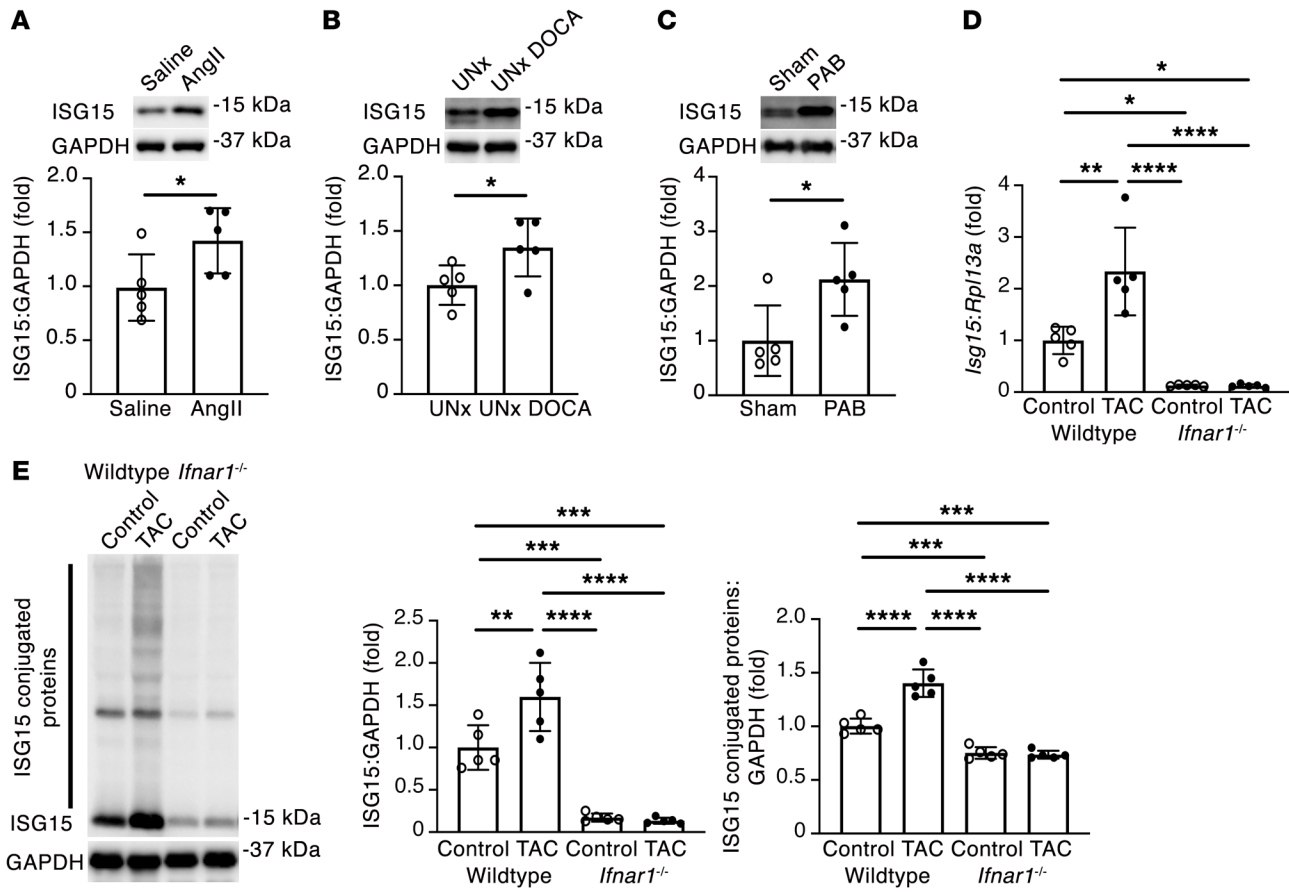 A
Saline
AngII
ISG15
-15 kDa
GAPDH
-37 kDa
*
ISG15:GAPDH (fold)
2.0
1.5
1.0
0.5
0
Saline AngII
B
UNx
UNx DOCA
ISG15
-15 kDa
GAPDH
-37 kDa
*
ISG15:GAPDH (fold)
2.0
1.5
1.0
0.5
0
UNx UNx DOCA
C
Sham
PAB
ISG15
-15 kDa
GAPDH
-37 kDa
*
ISG15:GAPDH (fold)
4
3
2
1
0
Sham PAB
D
*
*
****
** ****
Isg15:Rpl13a (fold)
4
3
2
1
0
Control TAC Control TAC
Wildtype Ifnar1-/-
E
Wildtype Ifnar1-/-
Control
TAC
Control
TAC
ISG15 conjugated
proteins
ISG15
-15 kDa
GAPDH
-37 kDa
***
***
****
** ****
ISG15:GAPDH (fold)
2.5
2.0
1.5
1.0
0.5
0
Control TAC Control TAC
Wildtype Ifnar1-/-
***
***
****
**** ****
ISG15 conjugated proteins:
GAPDH (fold)
2.0
1.5
1.0
0.5
0
Control TAC Control TAC
Wildtype Ifnar1-/-